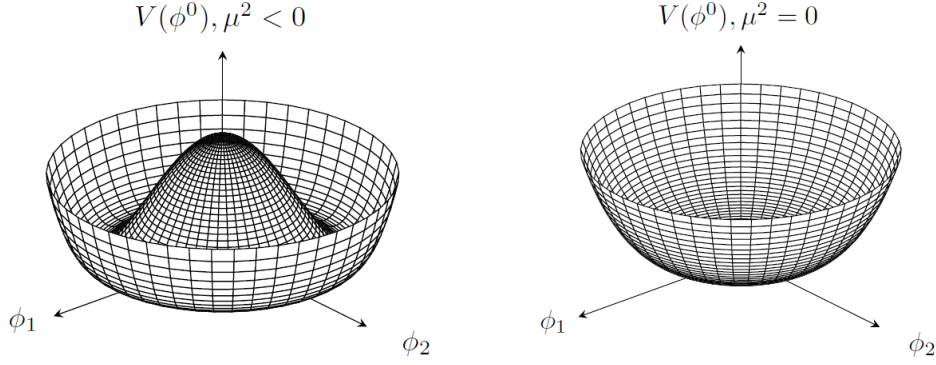 V(ϕ⁰), μ² < 0
ϕ₁
ϕ₂
V(ϕ⁰), μ² = 0
ϕ₁
ϕ₂